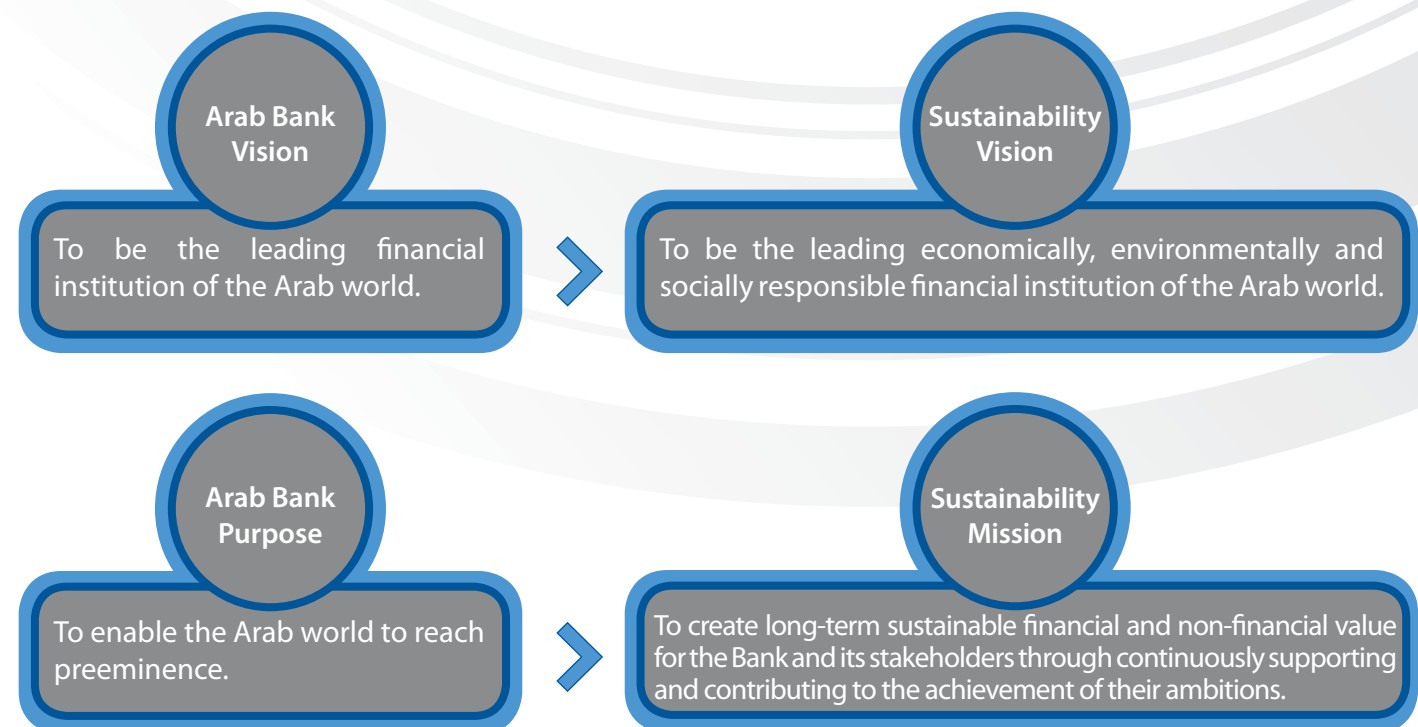 Arab Bank
Vision
To be the leading financial
institution of the Arab world.
Sustainability
Vision
To be the leading economically, environmentally and
socially responsible financial institution of the Arab world.
Arab Bank
Purpose
To enable the Arab world to reach
preeminence.
Sustainability
Mission
To create long-term sustainable financial and non-financial value
for the Bank and its stakeholders through continuously supporting
and contributing to the achievement of their ambitions.